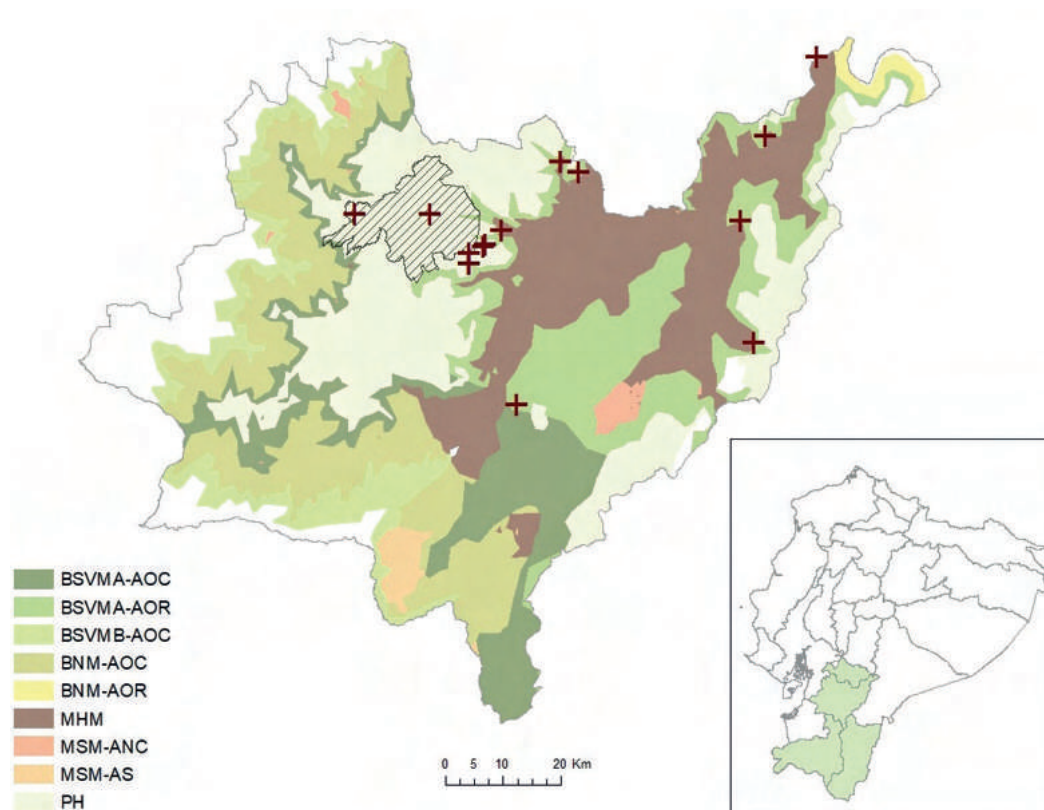 BSVMA-AOC
BSVMA-AOR
BSVMB-AOC
BNM-AOC
BNM-AOR
MHM
MSM-ANC
MSM-AS
PH
0 5 10 20 Km